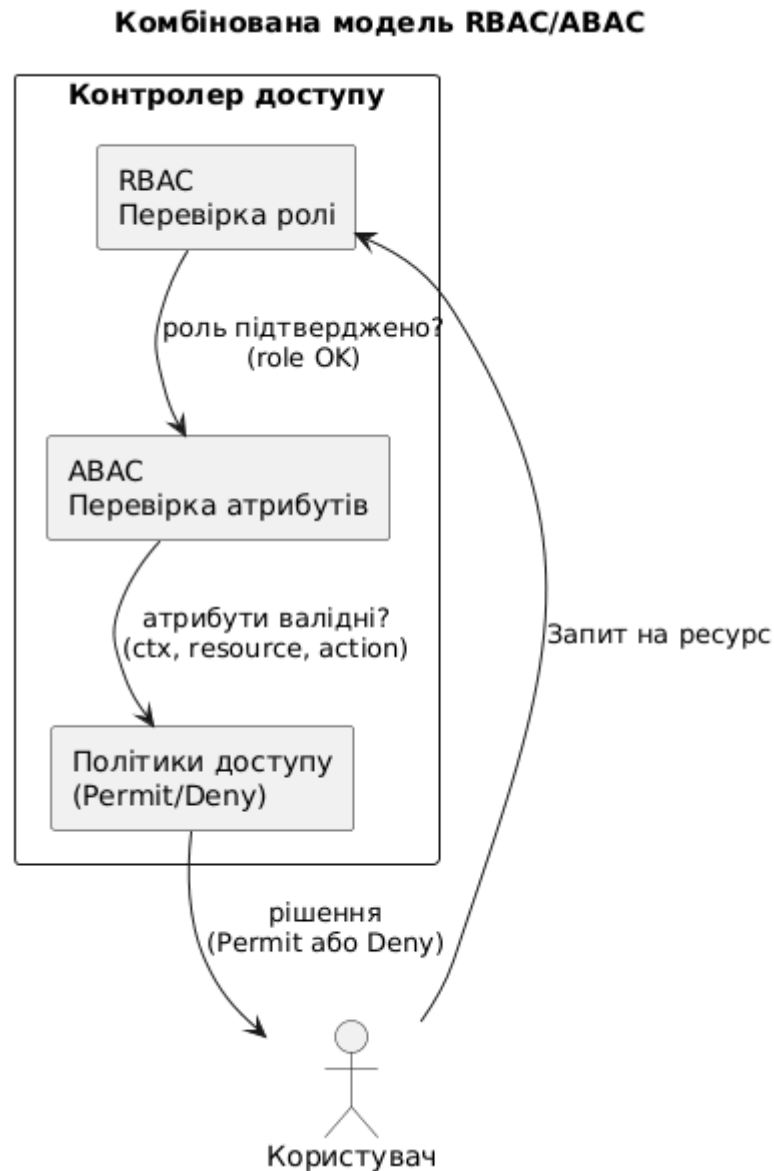 Комбінована модель RBAC/ABAC
Контролер доступу
RBAC
Перевірка ролі
роль підтверджено?
(role OK)
ABAC
Перевірка атрибутів
атрибути валідні?
(ctx, resource, action)
Запит на ресурс
Політики доступу
(Permit/Deny)
рішення
(Permit або Deny)
Користувач